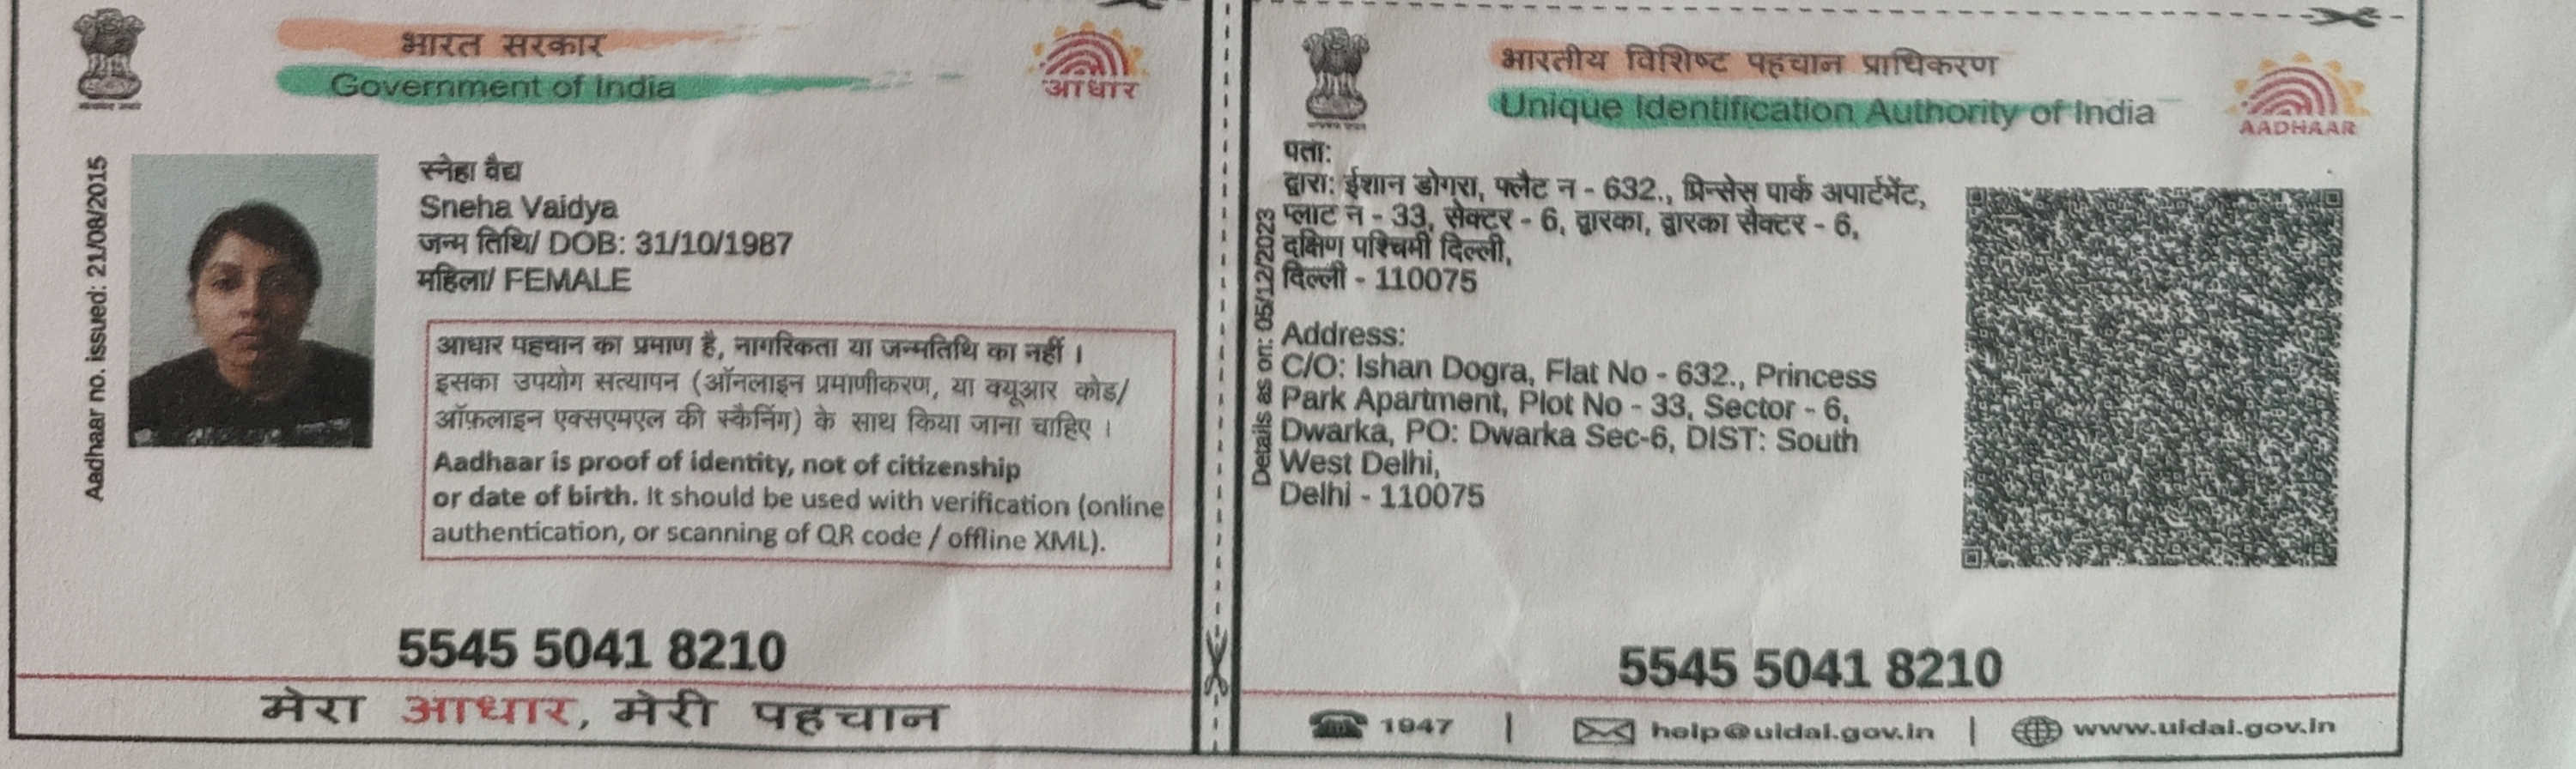 भारत सरकार
Government of India
आधार
Aadhaar no. issued: 21/08/2015
स्नेहा वैद्य
Sneha Vaidya
जन्म तिथि/ DOB: 31/10/1987
महिला/ FEMALE
आधार पहचान का प्रमाण है, नागरिकता या जन्मतिथि का नहीं ।
इसका उपयोग सत्यापन (ऑनलाइन प्रमाणीकरण, या क्यूआर कोड/
ऑफ़लाइन एक्सएमएल की स्कैनिंग) के साथ किया जाना चाहिए ।
Aadhaar is proof of identity, not of citizenship
or date of birth. It should be used with verification (online
authentication, or scanning of QR code / offline XML).
5545 5041 8210
मेरा आधार, मेरी पहचान
भारतीय विशिष्ट पहचान प्राधिकरण
Unique Identification Authority of India
AADHAAR
Details as on: 05/12/2023
पता:
द्वारा: ईशान डोगरा, फ्लैट न - 632., प्रिन्सेस पार्क अपार्टमेंट,
प्लाट न - 33, सेक्टर - 6, द्वारका, द्वारका सेक्टर - 6,
दक्षिण पश्चिमी दिल्ली,
दिल्ली - 110075
Address:
C/O: Ishan Dogra, Flat No - 632., Princess
Park Apartment, Plot No - 33, Sector - 6,
Dwarka, PO: Dwarka Sec-6, DIST: South
West Delhi,
Delhi - 110075
5545 5041 8210
1947 | help@uidai.gov.in | www.uidai.gov.in